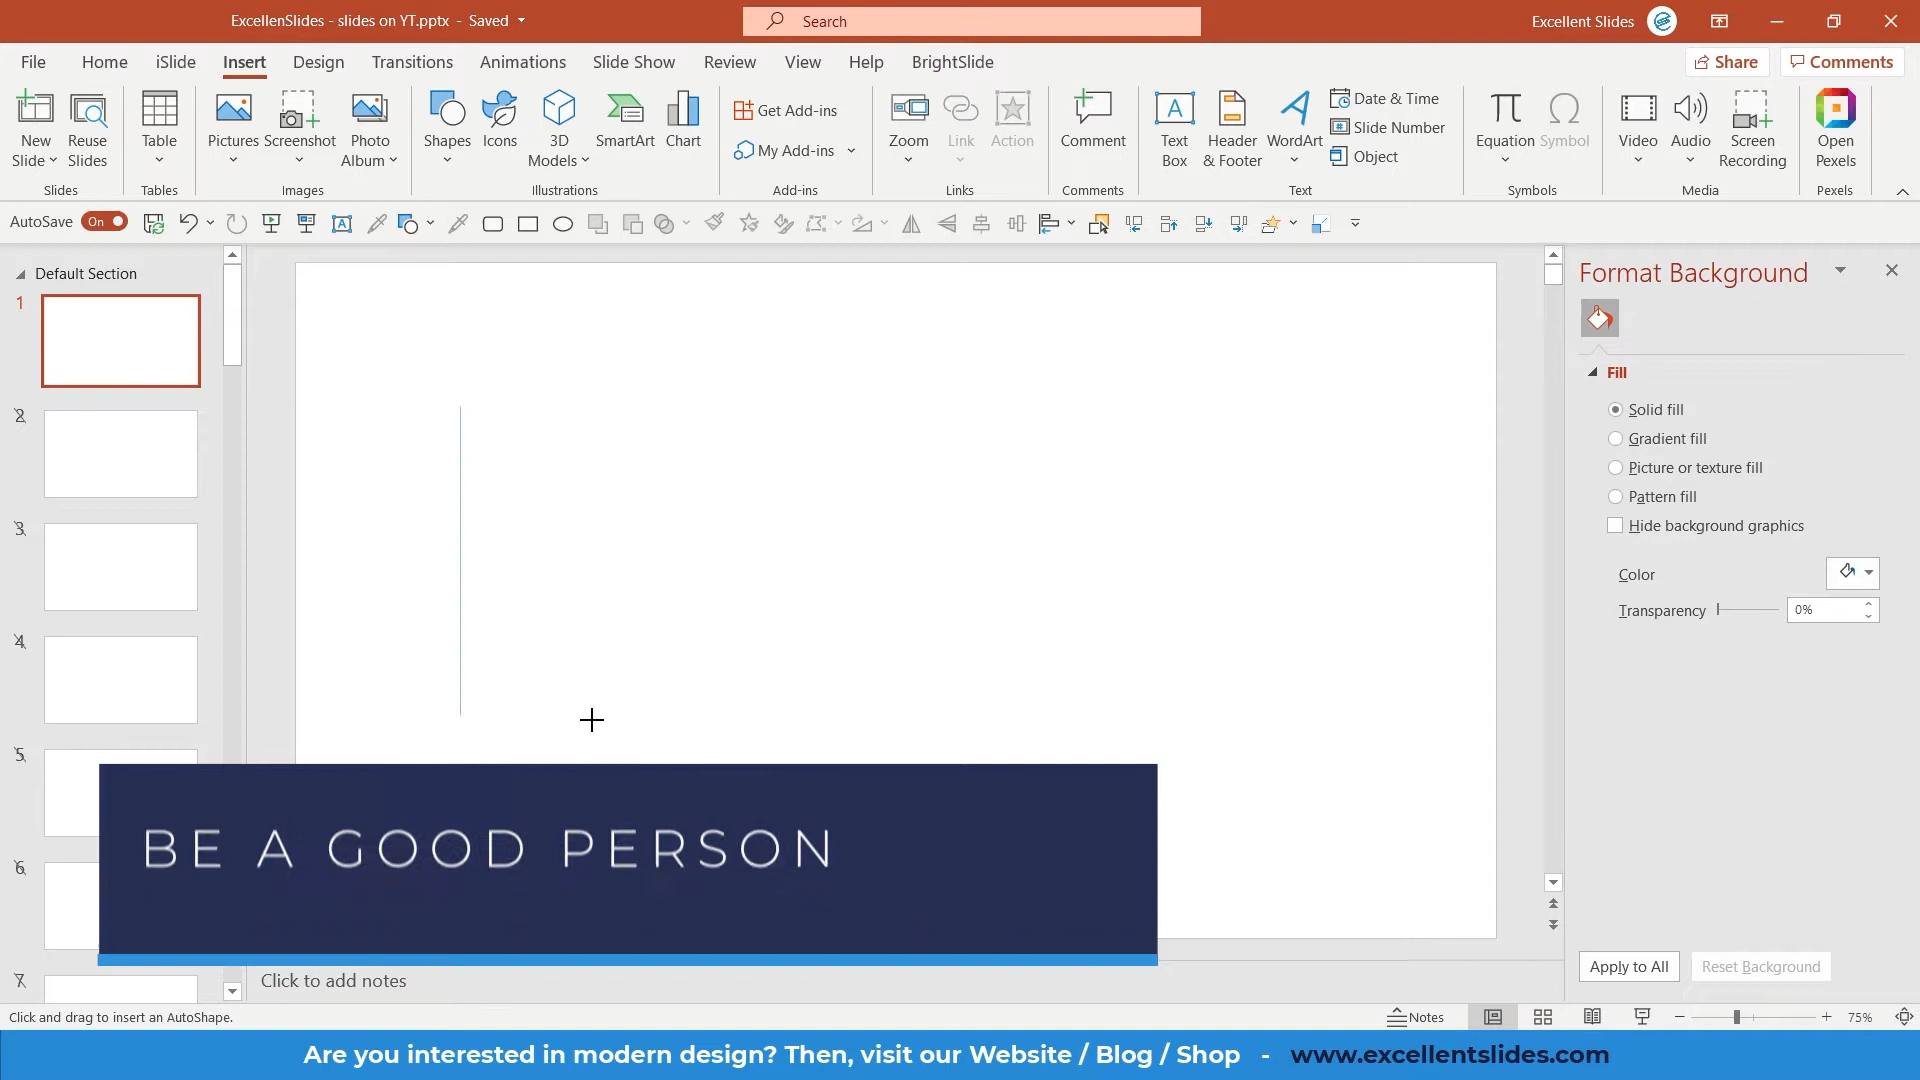 ExcellenSlides - slides on YT.pptx - Saved
Search
Excellent Slides
File Home iSlide Insert Design Transitions Animations Slide Show Review View Help BrightSlide
Share Comments
New Slide
Reuse Slides
Table
Pictures
Screenshot
Photo Album
Shapes
Icons
3D Models
SmartArt
Chart
Get Add-ins
My Add-ins
Zoom
Link
Action
Comment
Text Box
Header & Footer
WordArt
Date & Time
Slide Number
Object
Equation
Symbol
Video
Audio
Screen Recording
Open Pexels
Slides Tables Images Illustrations Add-ins Links Comments Text Symbols Media Pexels
AutoSave On
Default Section
1
2
3
4
5
6
7
Format Background
Fill
Solid fill
Gradient fill
Picture or texture fill
Pattern fill
Hide background graphics
Color
Transparency 0%
Apply to All Reset Background
BE A GOOD PERSON
Click to add notes
Click and drag to insert an AutoShape.
Notes
75%
Are you interested in modern design? Then, visit our Website / Blog / Shop - www.excellentslides.com